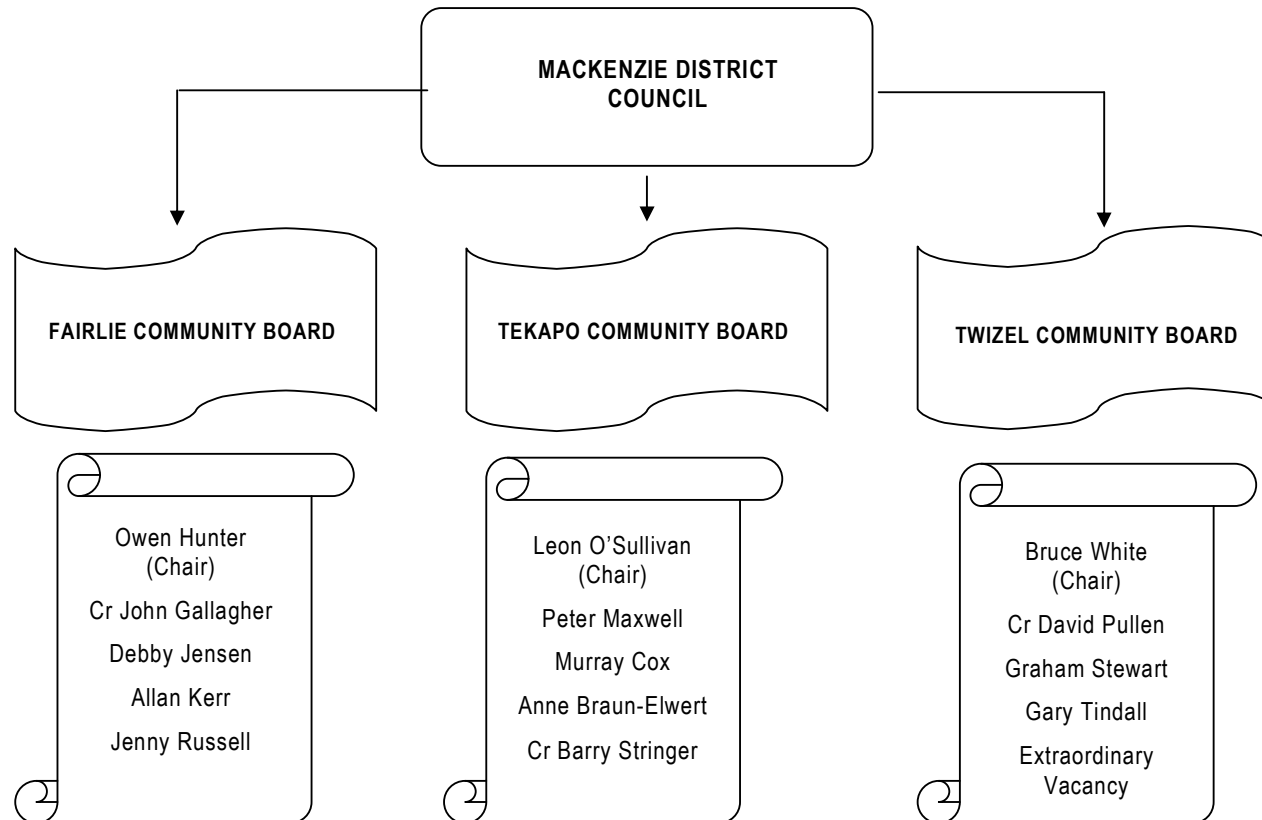 MACKENZIE DISTRICT
COUNCIL
FAIRLIE COMMUNITY BOARD
TEKAPO COMMUNITY BOARD
TWIZEL COMMUNITY BOARD
Owen Hunter
(Chair)
Cr John Gallagher
Debby Jensen
Allan Kerr
Jenny Russell
Leon O’Sullivan
(Chair)
Peter Maxwell
Murray Cox
Anne Braun-Elwert
Cr Barry Stringer
Bruce White
(Chair)
Cr David Pullen
Graham Stewart
Gary Tindall
Extraordinary
Vacancy